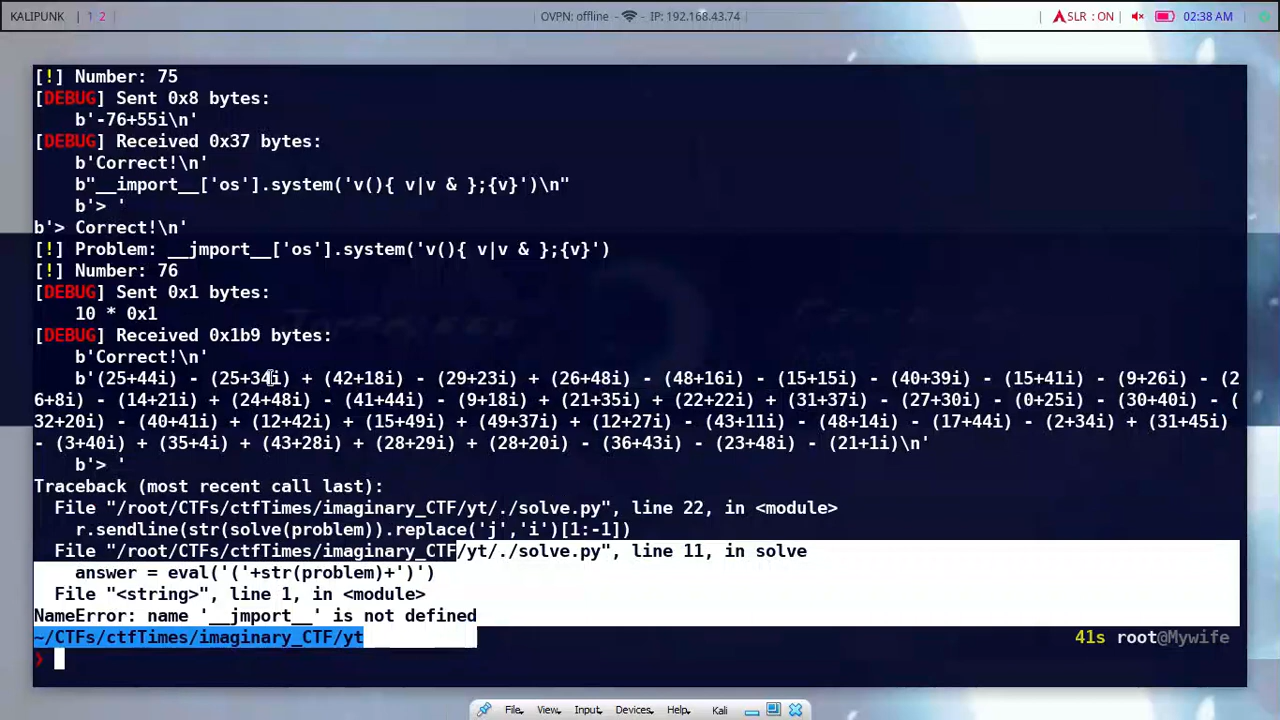 KALIPUNK | 1 2 OVPN: offline - - IP: 192.168.43.74 | SLR : ON | 02:38 AM
[!] Number: 75
[DEBUG] Sent 0x8 bytes:
b'-76+55i\n'
[DEBUG] Received 0x37 bytes:
b'Correct!\n'
b"__import__['os'].system('v(){ v|v & };{v}')\n"
b'> '
b'> Correct!\n'
[!] Problem: __jmport__['os'].system('v(){ v|v & };{v}')
[!] Number: 76
[DEBUG] Sent 0x1 bytes:
10 * 0x1
[DEBUG] Received 0x1b9 bytes:
b'Correct!\n'
b'(25+44i) - (25+34i) + (42+18i) - (29+23i) + (26+48i) - (48+16i) - (15+15i) - (40+39i) - (15+41i) - (9+26i) - (2
6+8i) - (14+21i) + (24+48i) - (41+44i) - (9+18i) + (21+35i) + (22+22i) + (31+37i) - (27+30i) - (0+25i) - (30+40i) - (
32+20i) - (40+41i) + (12+42i) + (15+49i) + (49+37i) + (12+27i) - (43+11i) - (48+14i) - (17+44i) - (2+34i) + (31+45i)
- (3+40i) + (35+4i) + (43+28i) + (28+29i) + (28+20i) - (36+43i) - (23+48i) - (21+1i)\n'
b'> '
Traceback (most recent call last):
File "/root/CTFs/ctfTimes/imaginary_CTF/yt/./solve.py", line 22, in <module>
r.sendline(str(solve(problem)).replace('j','i')[1:-1])
File "/root/CTFs/ctfTimes/imaginary_CTF/yt/./solve.py", line 11, in solve
answer = eval('('+str(problem)+')')
File "<string>", line 1, in <module>
NameError: name '__jmport__' is not defined
~/CTFs/ctfTimes/imaginary_CTF/yt 41s root@Mywife
❯
File View Input Devices Help Kali